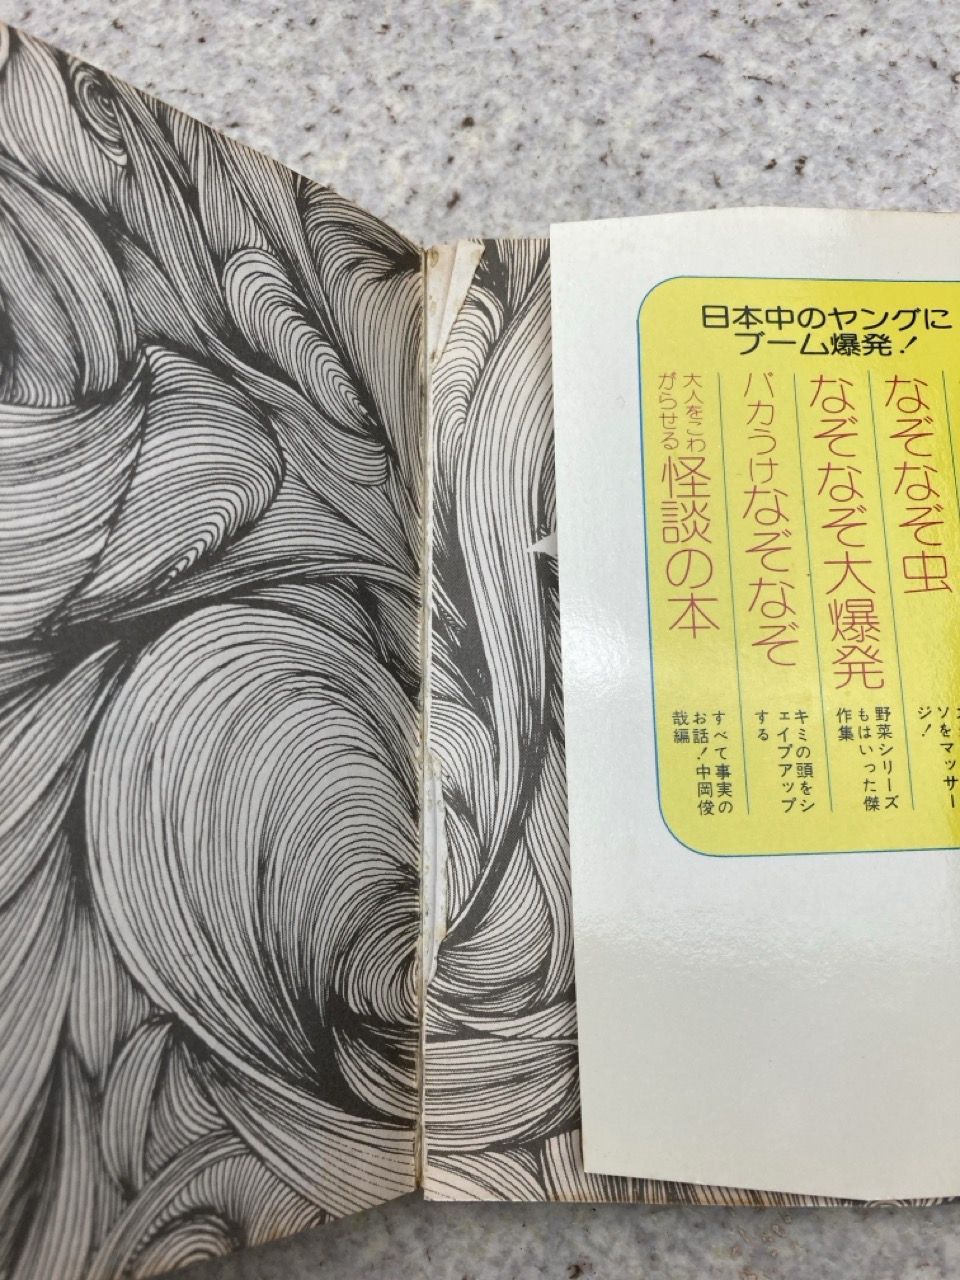 日本中のヤングに
ブーム爆発!
なぞなぞ虫
ソをマッサー
ジ!
なぞなぞ大爆発
野菜シリーズ
もはいった傑
作集
バカうけなぞなぞ
キミの頭をシ
ェイプアップ
する
大人をこわ
がらせる
怪談の本
すべて事実の
お話!中岡俊
哉編